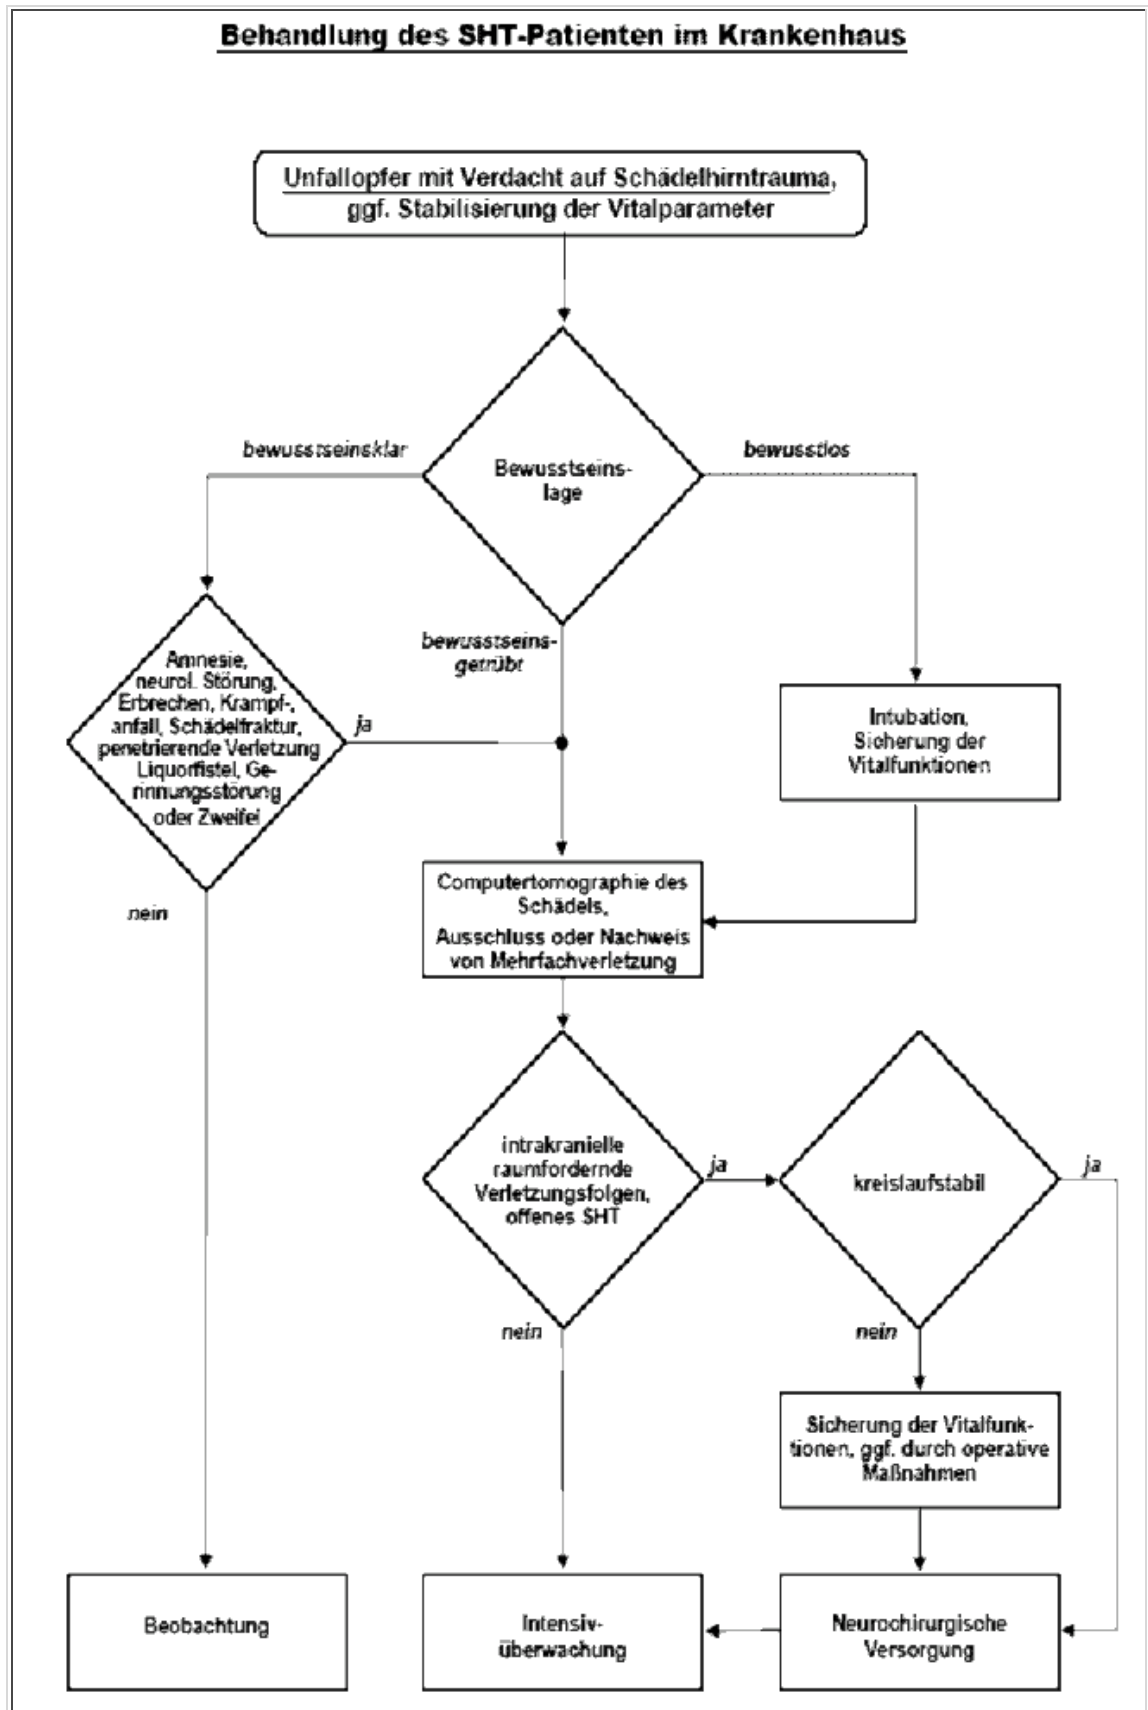 Behandlung des SHT-Patienten im Krankenhaus
Unfallopfer mit Verdacht auf Schädelhirntrauma,
ggf. Stabilisierung der Vitalparameter
bewusstseinsklar
bewusstlos
Bewusstseins-
lage
bewusstseins-
getrübt
Amnesie,
neurol. Störung,
Erbrechen, Krampf-
anfall, Schädelfraktur,
penetrierende Verletzung
Liquorfistel, Ge-
rinnungsstörung
oder Zweifel
ja
nein
Intubation,
Sicherung der
Vitalfunktionen
Computertomographie des
Schädels,
Ausschluss oder Nachweis
von Mehrfachverletzung
intrakranielle
raumfordernde
Verletzungsfolgen,
offenes SHT
ja
nein
kreislaufstabil
ja
nein
Sicherung der Vitalfunk-
tionen, ggf. durch operative
Maßnahmen
Beobachtung
Intensiv-
überwachung
Neurochirurgische
Versorgung